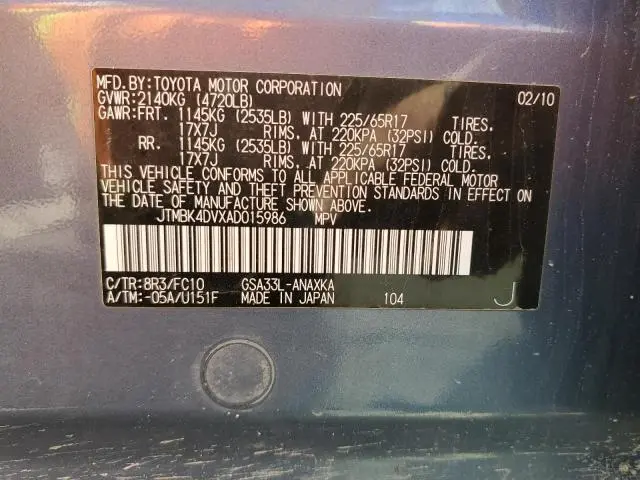 MFD.BY:TOYOTA MOTOR CORPORATION 02/10
GVWR:2140KG (4720LB)
GAWR:FRT. 1145KG (2535LB) WITH 225/65R17 TIRES.
17X7J RIMS. AT 220KPA (32PSI) COLD.
RR. 1145KG (2535LB) WITH 225/65R17 TIRES.
17X7J RIMS. AT 220KPA (32PSI) COLD.
THIS VEHICLE CONFORMS TO ALL APPLICABLE FEDERAL MOTOR
VEHICLE SAFETY AND THEFT PREVENTION STANDARDS IN EFFECT ON
THE DATE OF MANUFACTURE SHOWN ABOVE.
JTMBK4DVXAD015986 MPV
C/TR:8R3/FC10 GSA33L-ANAXKA
A/TM:-05A/U151F MADE IN JAPAN 104 J